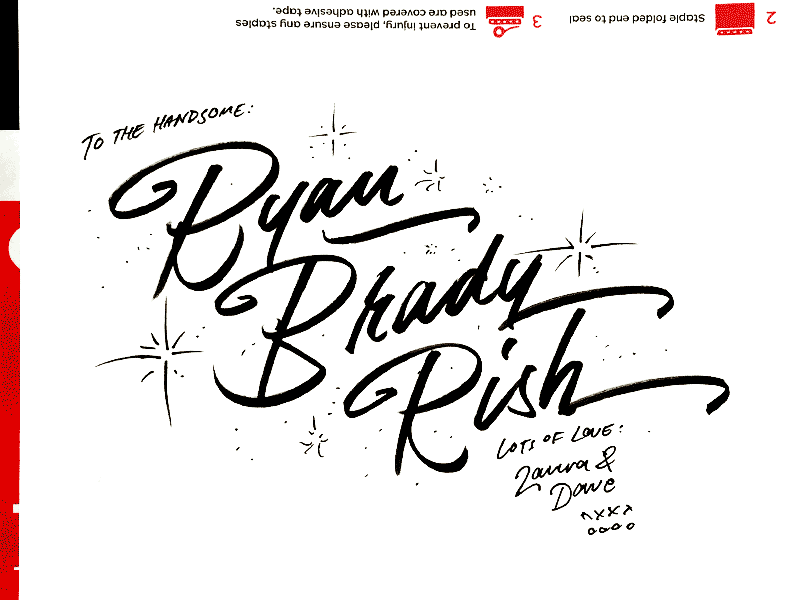 2
Staple folded end to seal
3
To prevent injury, please ensure any staples
used are covered with adhesive tape.
TO THE HANDSOME:
Ryan
Brady
Rish
LOTS OF LOVE:
Laura &
Dave
xxxx
oooo